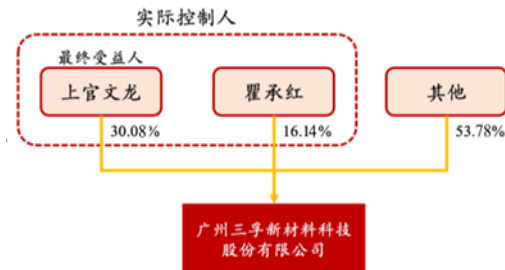 实际控制人
最终受益人
上官文龙
瞿承红
其他
30.08%
16.14%
53.78%
广州三孚新材料科技
股份有限公司